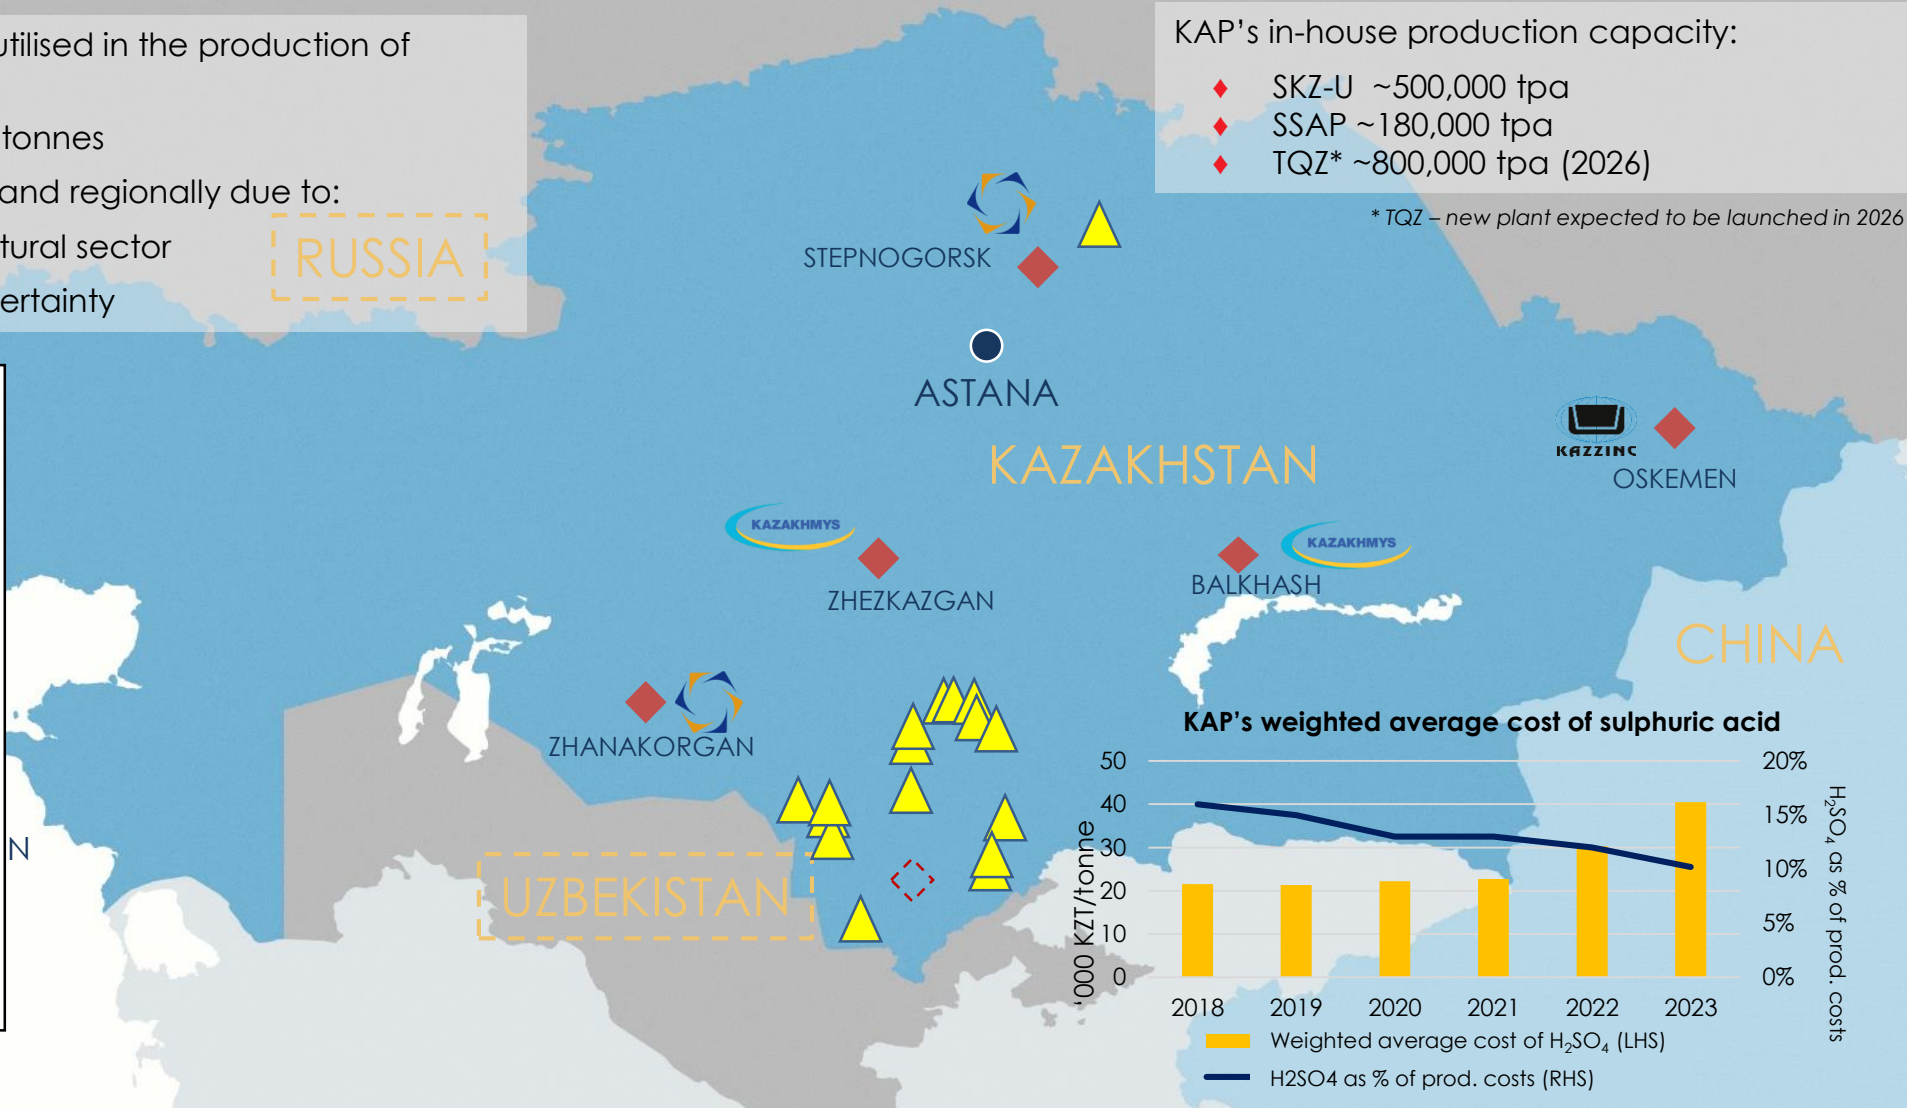 utilised in the production of
tonnes
and regionally due to:
tural sector
ertainty
RUSSIA
KAP's in-house production capacity:
♦ SKZ-U ~500,000 tpa
♦ SSAP ~180,000 tpa
♦ TQZ* ~800,000 tpa (2026)
* TQZ – new plant expected to be launched in 2026
STEPNOGORSK
ASTANA
KAZAKHSTAN
KAZZINC
OSKEMEN
KAZAKHMYS
ZHEZKAZGAN
KAZAKHMYS
BALKHASH
CHINA
ZHANAKORGAN
UZBEKISTAN
N
KAP's weighted average cost of sulphuric acid
'000 KZT/tonne
50
40
30
20
10
0
20%
15%
10%
5%
0%
H₂SO₄ as % of prod. costs
2018 2019 2020 2021 2022 2023
Weighted average cost of H₂SO₄ (LHS)
H2SO4 as % of prod. costs (RHS)